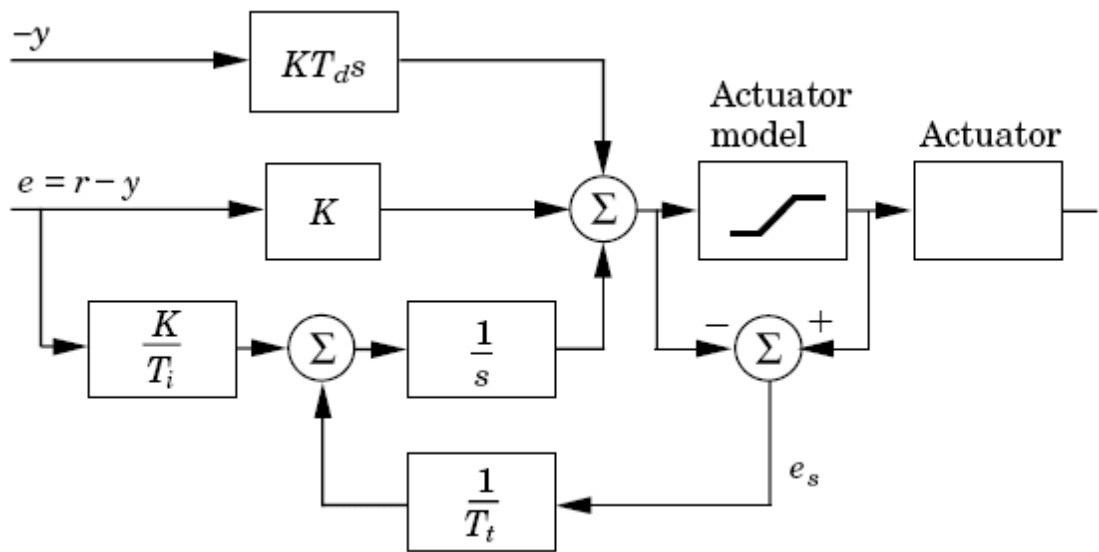 −y
KT_d s
Actuator
model
Actuator
e = r − y
K
Σ
K
T_i
Σ
1
s
−
Σ
+
1
T_t
e_s